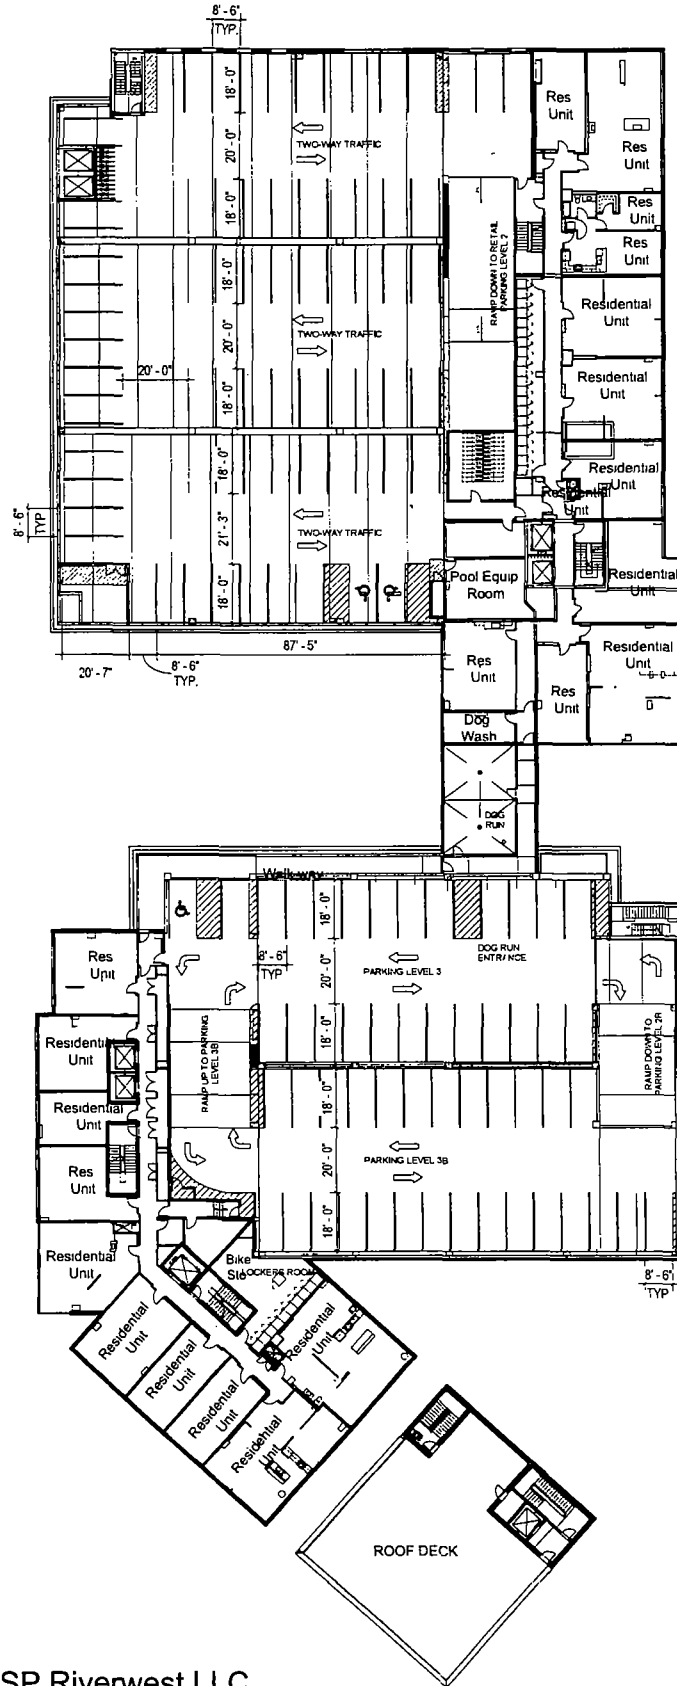 8' - 6"
TYP.
18' - 0"
20' - 0"
TWO-WAY TRAFFIC
18' - 0"
Res
Unit
Res
Unit
Res
Unit
Res
Unit
RAMP DOWN TO RETAIL
PARKING LEVEL 2
18' - 0"
20' - 0"
TWO-WAY TRAFFIC
20' - 0"
18' - 0"
Residential
Unit
Residential
Unit
Residential
Unit
Residential
Unit
18' - 0"
8' - 6"
TYP
21' - 3"
TWO-WAY TRAFFIC
18' - 0"
Pool Equip
Room
Residential
Unit
87' - 5"
20' - 7"
8' - 6"
TYP.
Res
Unit
Residential
Unit
Res
Unit
Dog
Wash
DOG
RUN
Walk-way
18' - 0"
8' - 6"
TYP
DOG RUN
ENTRANCE
20' - 0"
PARKING LEVEL 3
18' - 0"
Res
Unit
RAMP UP TO PARKING
LEVEL 3B
RAMP DOWN TO
PARKING LEVEL 2R
Residential
Unit
Residential
Unit
18' - 0"
20' - 0"
PARKING LEVEL 3B
18' - 0"
Res
Unit
Residential
Unit
Bike
Sto
LOCKERS ROOM
8' - 6"
TYP
Residential
Unit
Residential
Unit
Residential
Unit
Residential
Unit
Residential
Unit
ROOF DECK
SP Riverwest LLC